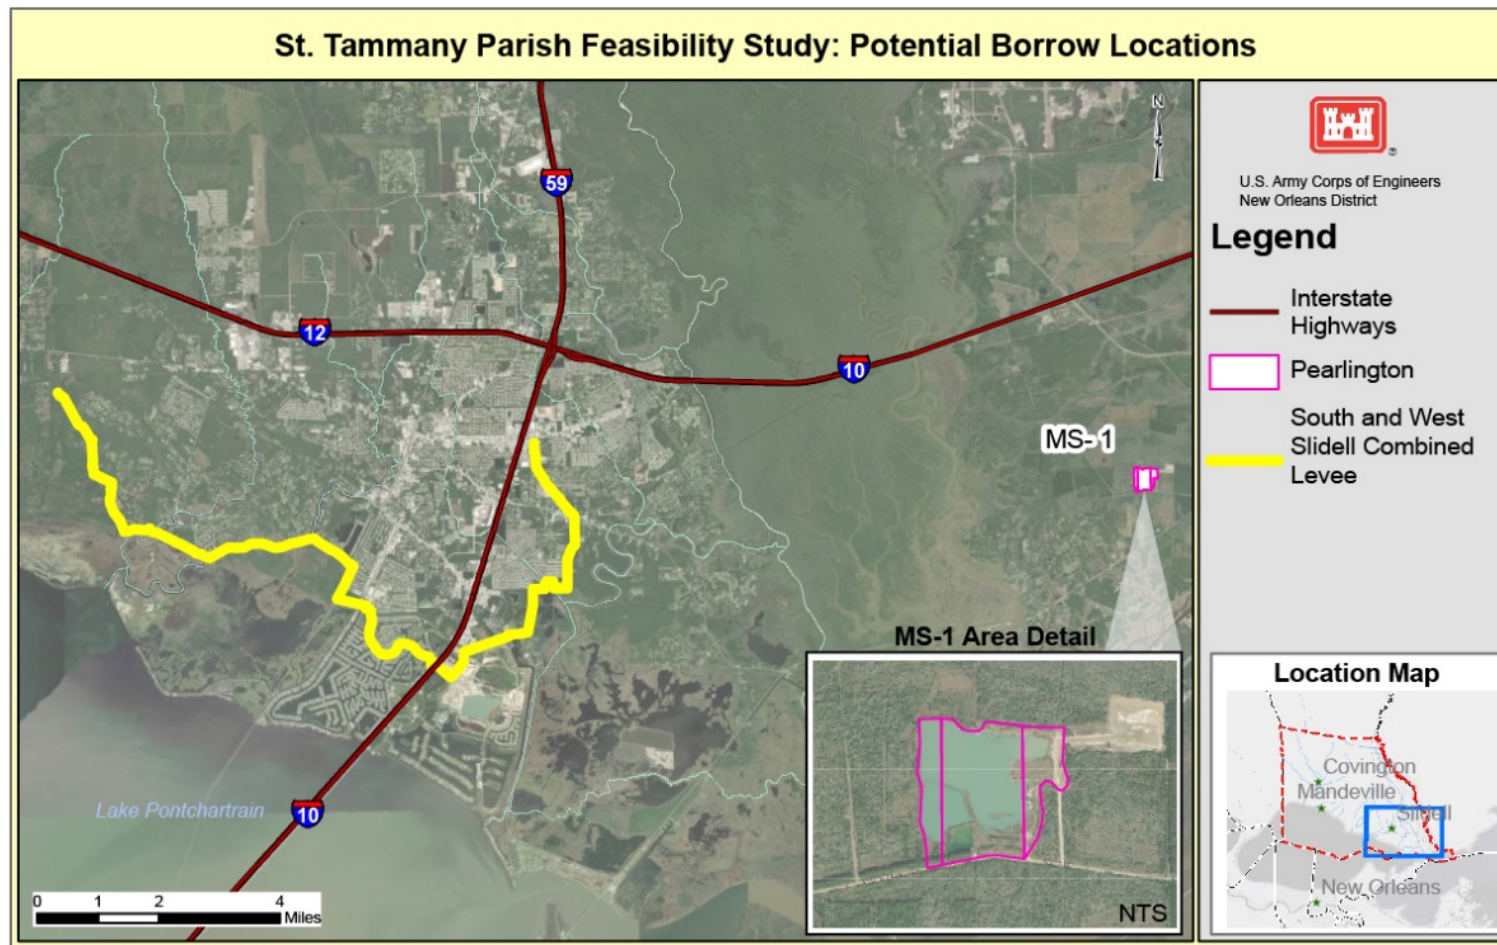 St. Tammany Parish Feasibility Study: Potential Borrow Locations
N
59
12
10
MS-1
MS-1 Area Detail
NTS
Lake Pontchartrain
10
0 1 2 4
Miles
®
U.S. Army Corps of Engineers
New Orleans District
Legend
Interstate
Highways
Pearlington
South and West
Slidell Combined
Levee
Location Map
Covington
Mandeville
Slidell
New Orleans